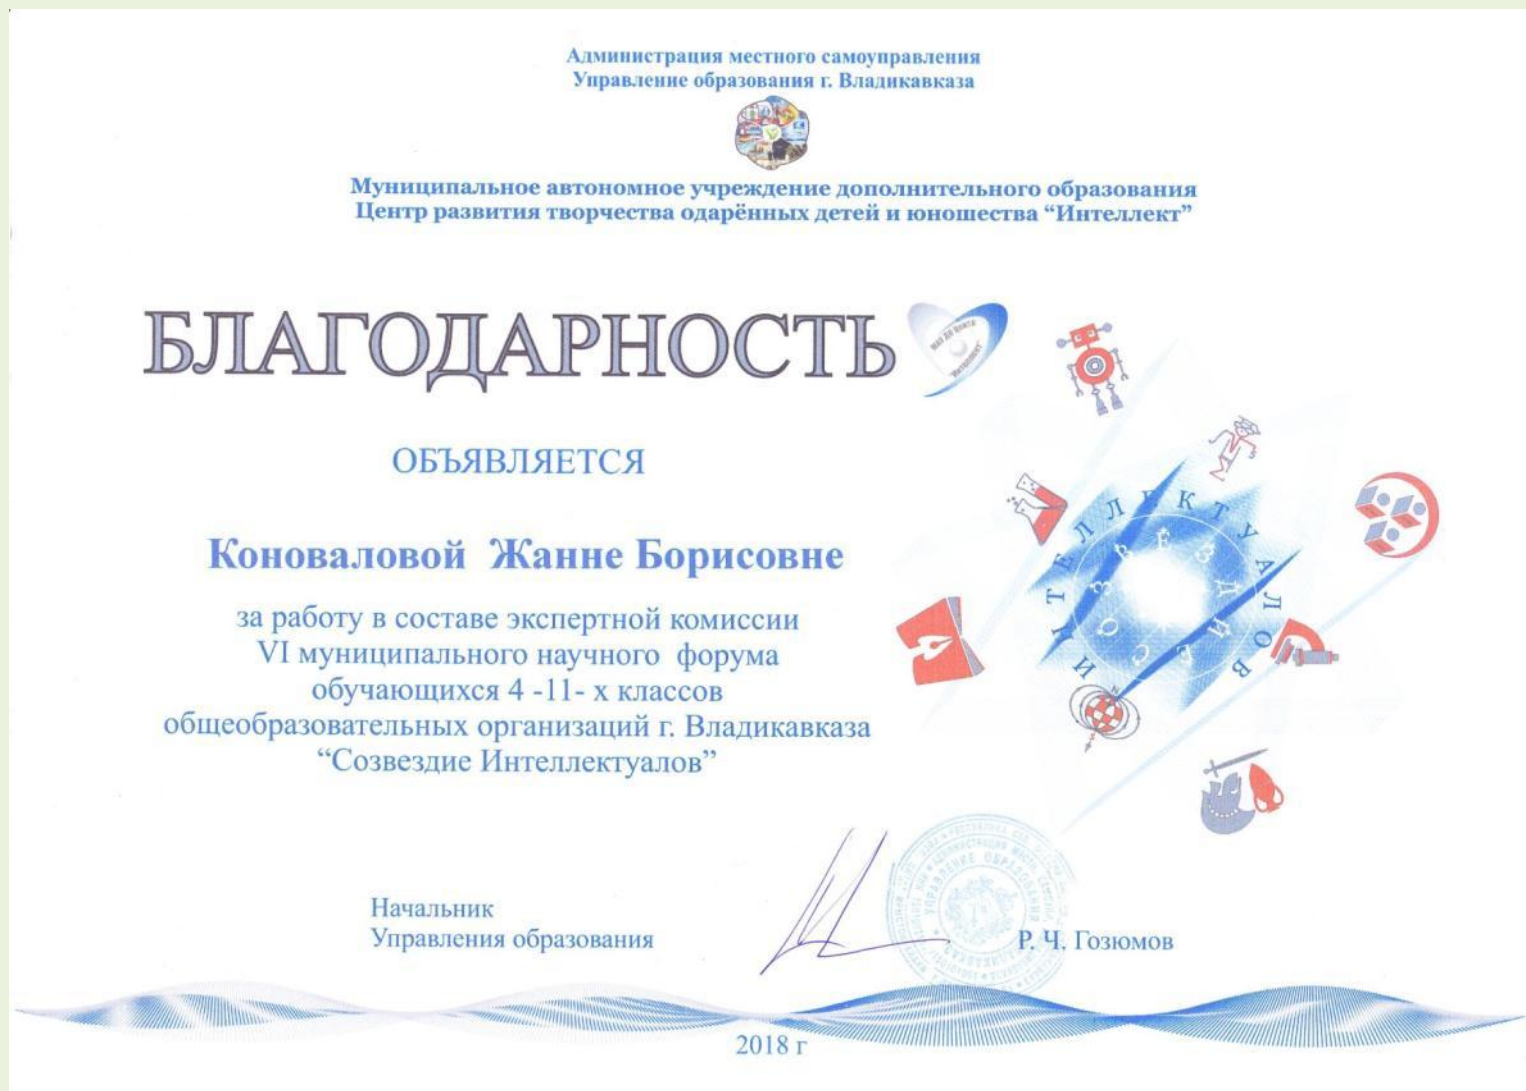 Администрация местного самоуправления
Управление образования г. Владикавказа
Муниципальное автономное учреждение дополнительного образования
Центр развития творчества одарённых детей и юношества “Интеллект”
БЛАГОДАРНОСТЬ
ОБЪЯВЛЯЕТСЯ
Коноваловой Жанне Борисовне
за работу в составе экспертной комиссии
VI муниципального научного форума
обучающихся 4 -11- х классов
общеобразовательных организаций г. Владикавказа
“Созвездие Интеллектуалов”
СОЗВЕЗДИЕ
ИНТЕЛЛЕКТУАЛОВ
УПРАВЛЕНИЕ ОБРАЗОВАНИЯ
Начальник
Управления образования
Р. Ч. Гозюмов
2018 г